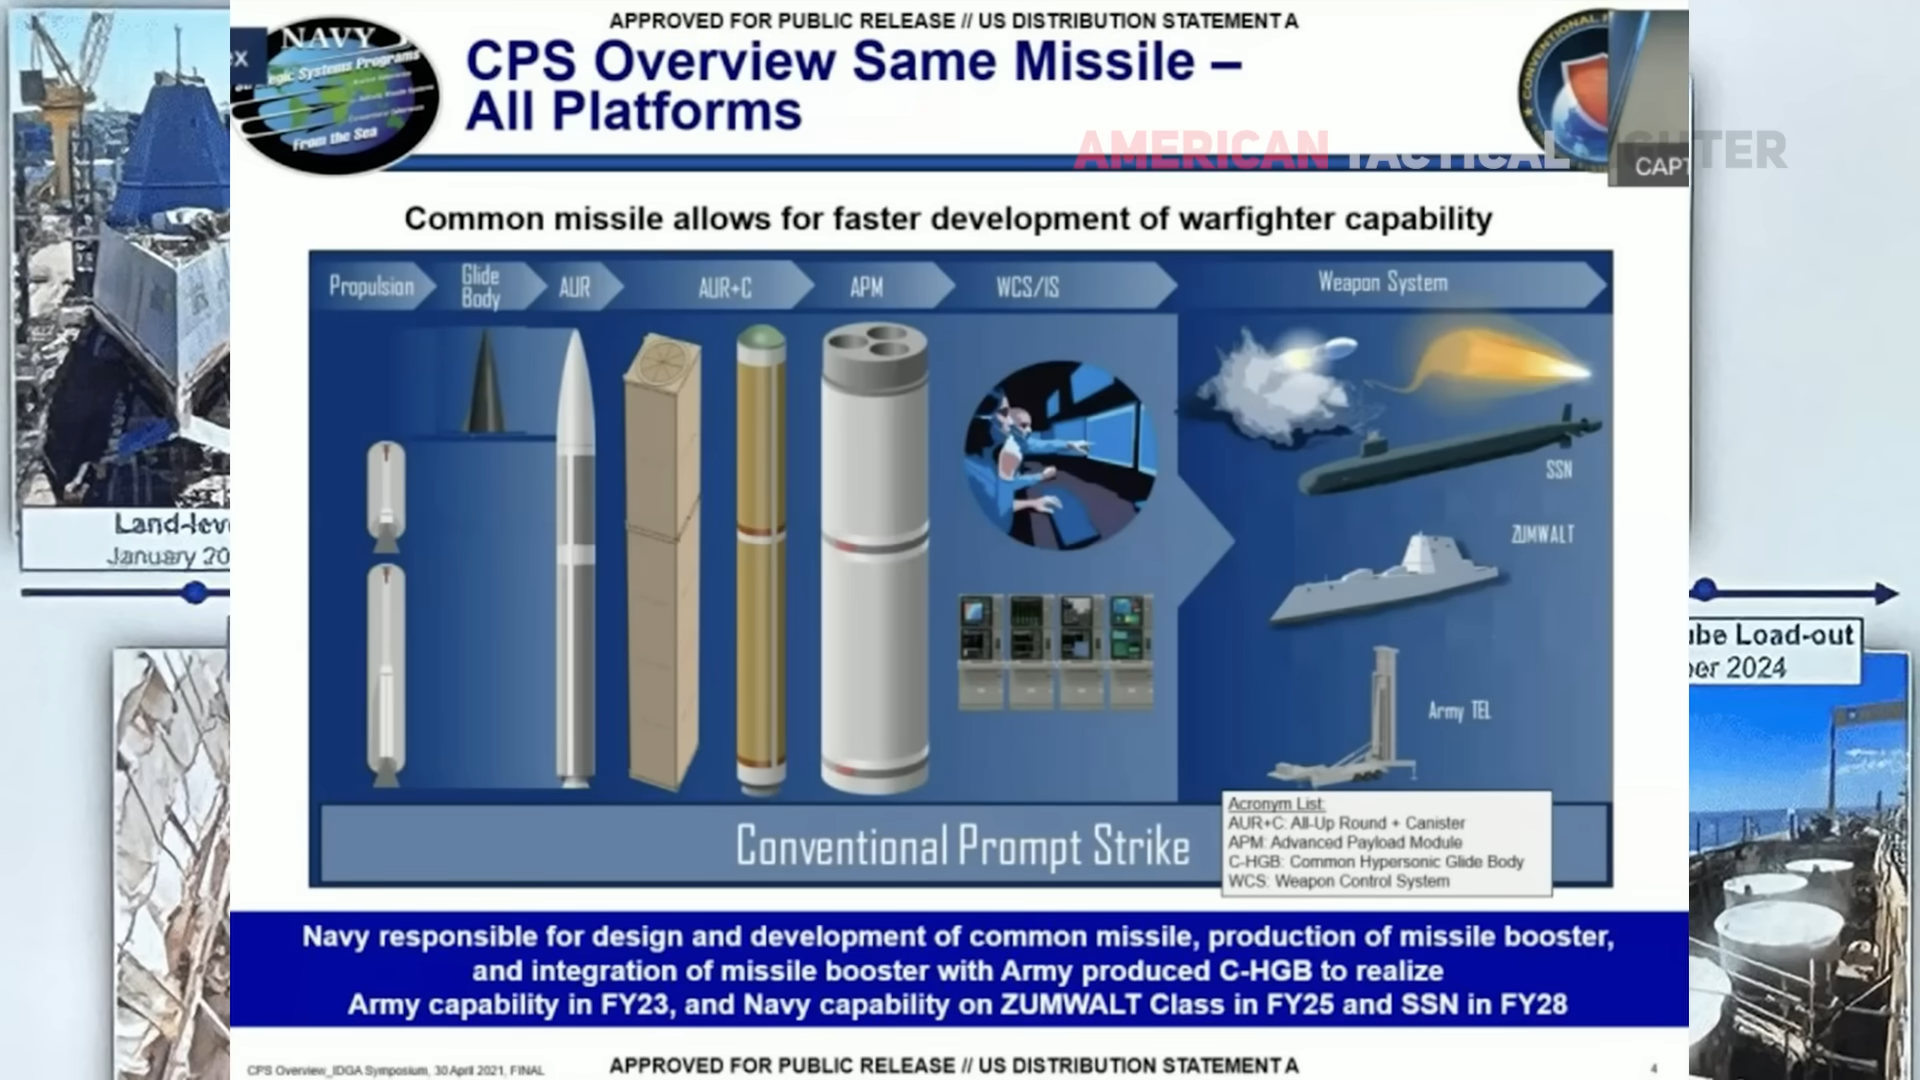 APPROVED FOR PUBLIC RELEASE // US DISTRIBUTION STATEMENT A
NAVY
Strategic Systems Programs
From the Sea
CPS Overview Same Missile –
All Platforms
CONVENTIONAL
AMERICAN TACTICAL
TER
CAPT
Common missile allows for faster development of warfighter capability
Propulsion
Glide
Body
AUR
AUR+C
APM
WCS/IS
Weapon System
SSN
ZUMWALT
Army TEL
Land-lev
January 20
ube Load-out
ber 2024
Acronym List:
AUR+C: All-Up Round + Canister
APM: Advanced Payload Module
C-HGB: Common Hypersonic Glide Body
WCS: Weapon Control System
Conventional Prompt Strike
Navy responsible for design and development of common missile, production of missile booster,
and integration of missile booster with Army produced C-HGB to realize
Army capability in FY23, and Navy capability on ZUMWALT Class in FY25 and SSN in FY28
CPS Overview_IDGA Symposium, 30 April 2021, FINAL
APPROVED FOR PUBLIC RELEASE // US DISTRIBUTION STATEMENT A
4